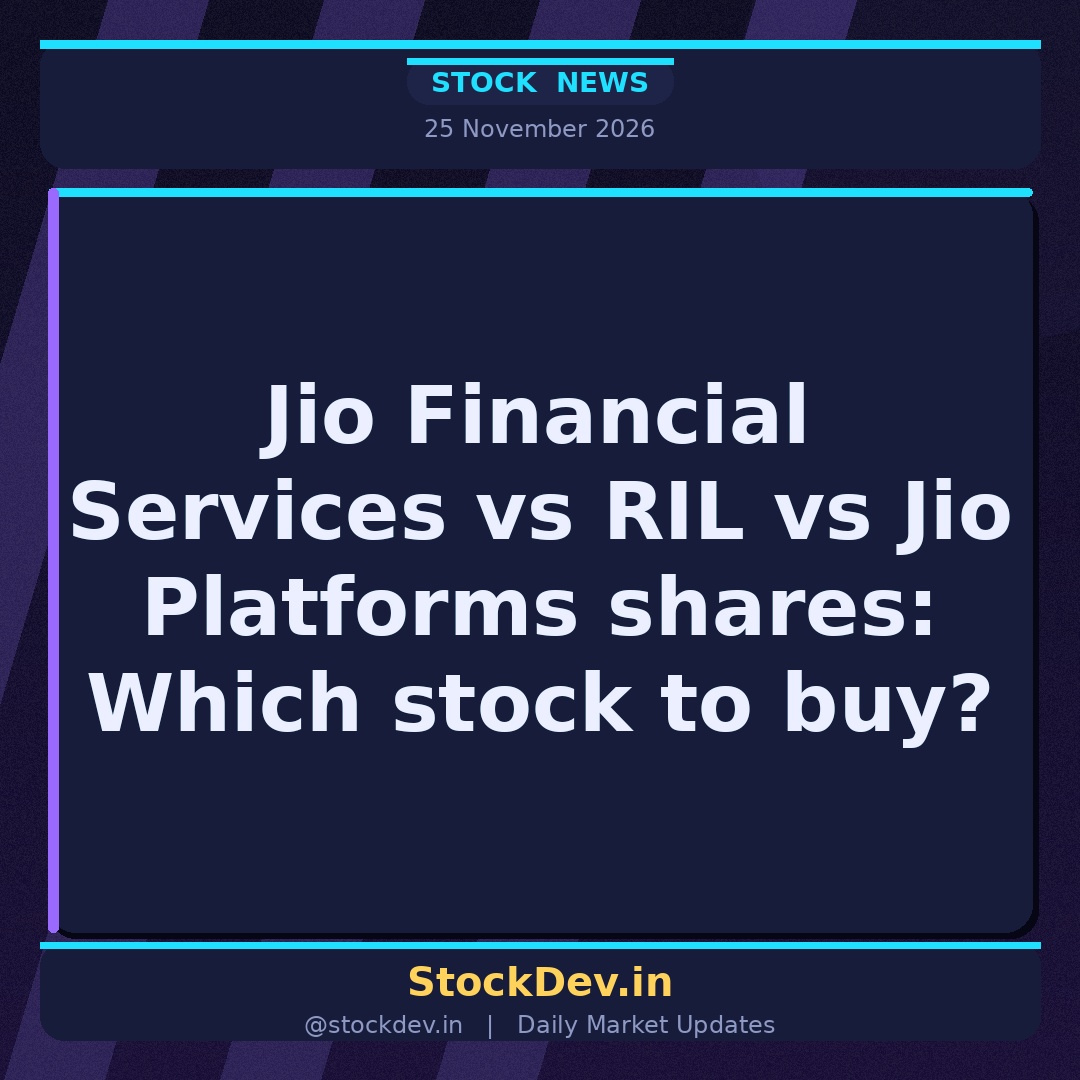 STOCK NEWS
25 November 2026
Jio Financial
Services vs RIL vs Jio
Platforms shares:
Which stock to buy?
StockDev.in
@stockdev.in | Daily Market Updates